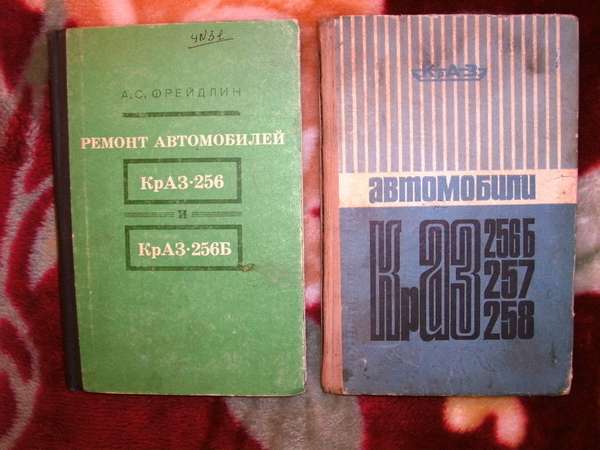 А.С. ФРЕЙДЛИН
РЕМОНТ АВТОМОБИЛЕЙ
КрАЗ·256
И
КрАЗ·256Б
КрАЗ
АВТОМОБИЛИ
КрАЗ 256Б
257
258